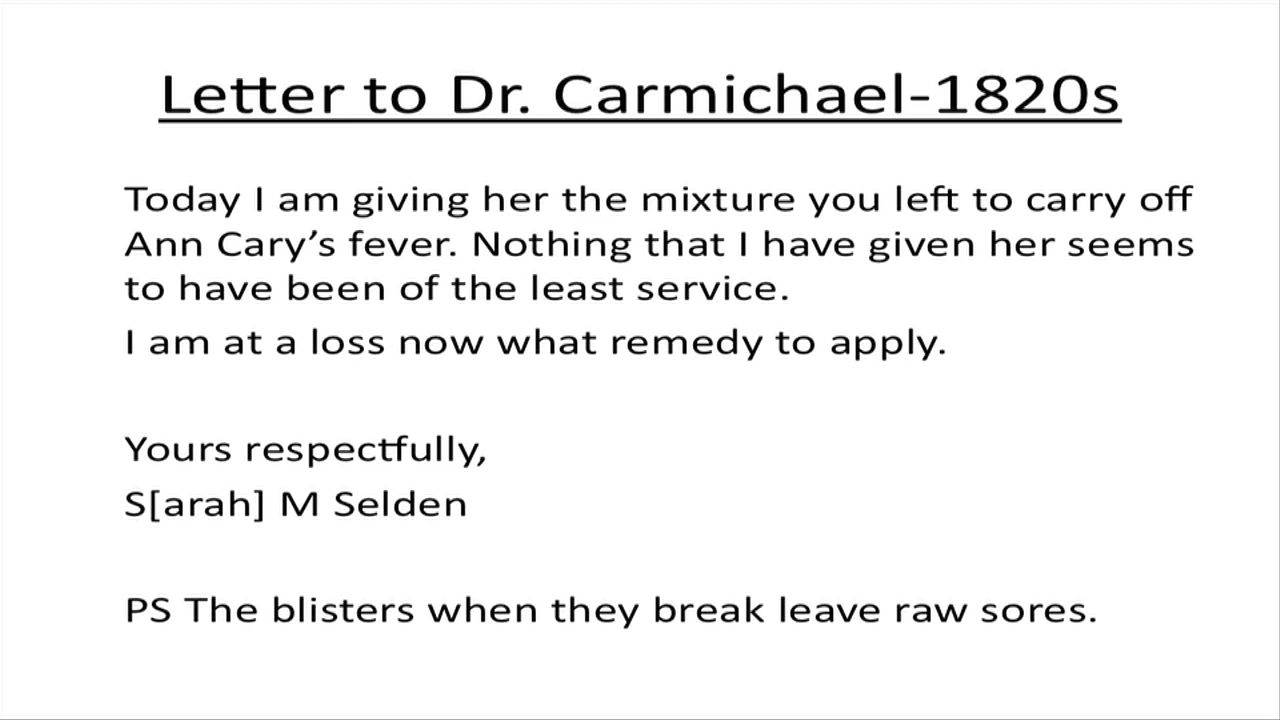 Letter to Dr. Carmichael-1820s
Today I am giving her the mixture you left to carry off
Ann Cary’s fever. Nothing that I have given her seems
to have been of the least service.
I am at a loss now what remedy to apply.
Yours respectfully,
S[arah] M Selden
PS The blisters when they break leave raw sores.